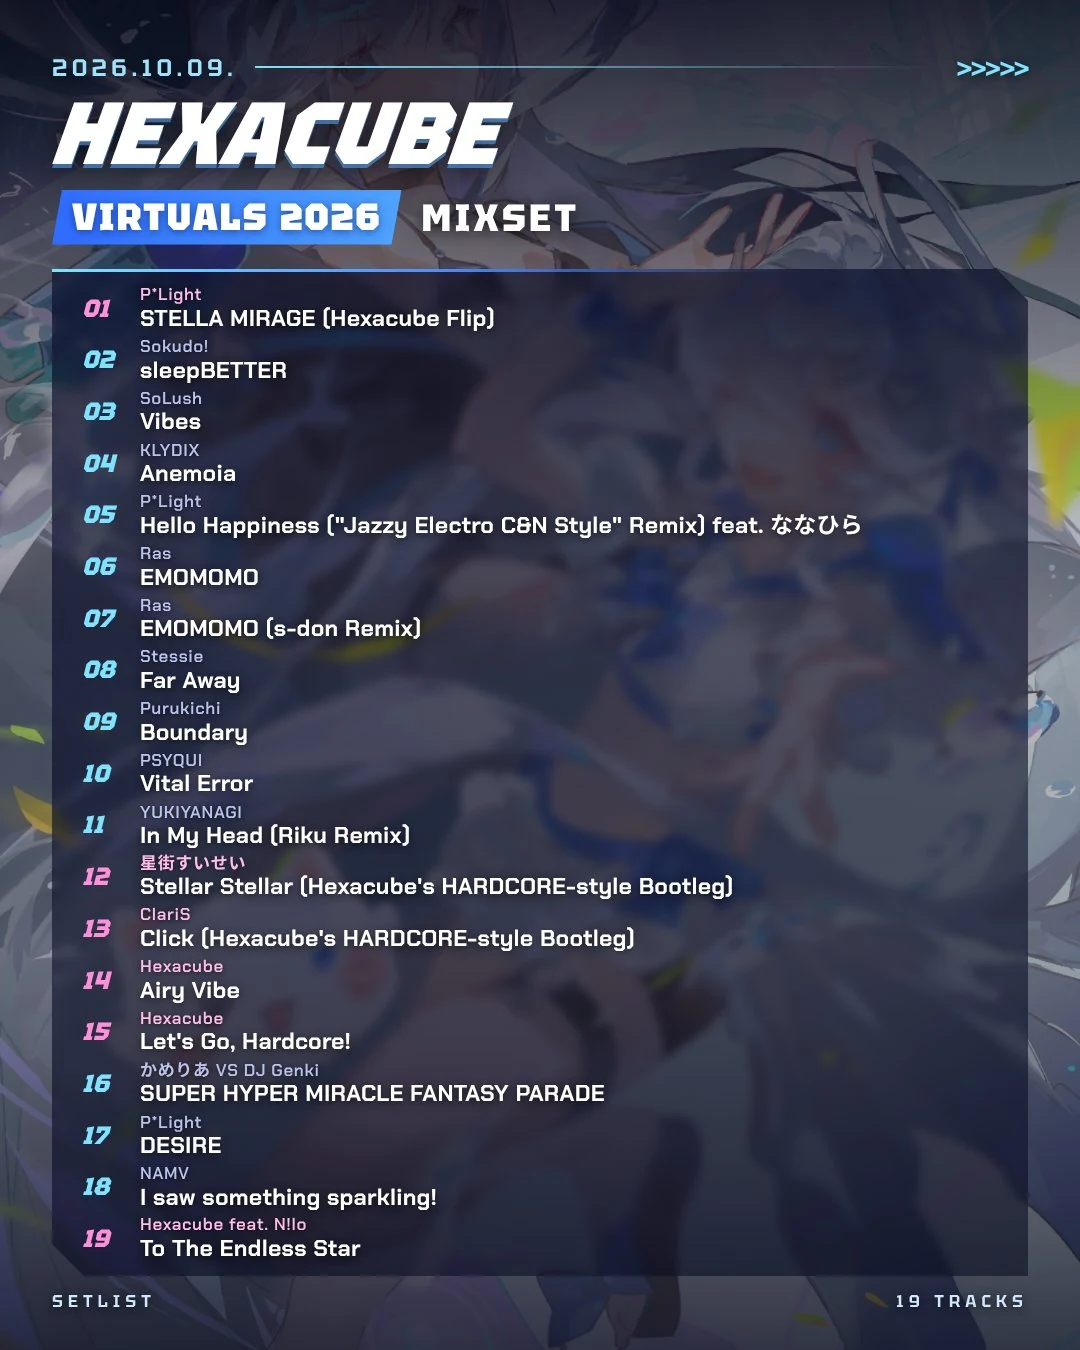 2026.10.09.
>>>>>
HEXACUBE
VIRTUALS 2026 MIXSET
01
P*Light
STELLA MIRAGE (Hexacube Flip)
02
Sokudo!
sleepBETTER
03
SoLush
Vibes
04
KLYDIX
Anemoia
05
P*Light
Hello Happiness ("Jazzy Electro C&N Style" Remix) feat. ななひら
06
Ras
EMOMOMO
07
Ras
EMOMOMO (s-don Remix)
08
Stessie
Far Away
09
Purukichi
Boundary
10
PSYQUI
Vital Error
11
YUKIYANAGI
In My Head (Riku Remix)
12
星街すいせい
Stellar Stellar (Hexacube's HARDCORE-style Bootleg)
13
ClariS
Click (Hexacube's HARDCORE-style Bootleg)
14
Hexacube
Airy Vibe
15
Hexacube
Let's Go, Hardcore!
16
かめりあ VS DJ Genki
SUPER HYPER MIRACLE FANTASY PARADE
17
P*Light
DESIRE
18
NAMV
I saw something sparkling!
19
Hexacube feat. N!lo
To The Endless Star
SETLIST
19 TRACKS